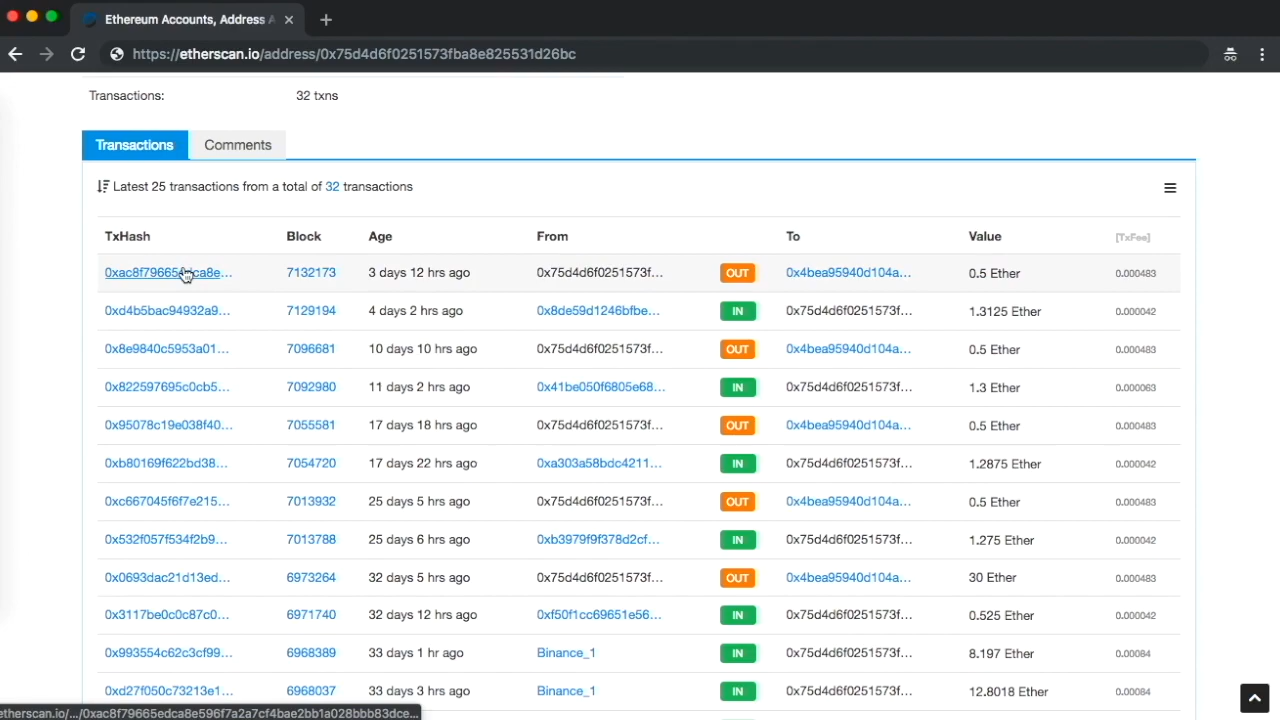 Ethereum Accounts, Address A
https://etherscan.io/address/0x75d4d6f0251573fba8e825531d26bc
Transactions: 32 txns
Transactions Comments
Latest 25 transactions from a total of 32 transactions
TxHash Block Age From To Value [TxFee]
0xac8f79665edca8e... 7132173 3 days 12 hrs ago 0x75d4d6f0251573f... OUT 0x4bea95940d104a... 0.5 Ether 0.000483
0xd4b5bac94932a9... 7129194 4 days 2 hrs ago 0x8de59d1246bfbe... IN 0x75d4d6f0251573f... 1.3125 Ether 0.000042
0x8e9840c5953a01... 7096681 10 days 10 hrs ago 0x75d4d6f0251573f... OUT 0x4bea95940d104a... 0.5 Ether 0.000483
0x822597695c0cb5... 7092980 11 days 2 hrs ago 0x41be050f6805e68... IN 0x75d4d6f0251573f... 1.3 Ether 0.000063
0x95078c19e038f40... 7055581 17 days 18 hrs ago 0x75d4d6f0251573f... OUT 0x4bea95940d104a... 0.5 Ether 0.000483
0xb80169f622bd38... 7054720 17 days 22 hrs ago 0xa303a58bdc4211... IN 0x75d4d6f0251573f... 1.2875 Ether 0.000042
0xc667045f6f7e215... 7013932 25 days 5 hrs ago 0x75d4d6f0251573f... OUT 0x4bea95940d104a... 0.5 Ether 0.000483
0x532f057f534f2b9... 7013788 25 days 6 hrs ago 0xb3979f9f378d2cf... IN 0x75d4d6f0251573f... 1.275 Ether 0.000042
0x0693dac21d13ed... 6973264 32 days 5 hrs ago 0x75d4d6f0251573f... OUT 0x4bea95940d104a... 30 Ether 0.000483
0x3117be0c0c87c0... 6971740 32 days 12 hrs ago 0xf50f1cc69651e56... IN 0x75d4d6f0251573f... 0.525 Ether 0.000042
0x993554c62c3cf99... 6968389 33 days 1 hr ago Binance_1 IN 0x75d4d6f0251573f... 8.197 Ether 0.00084
0xd27f050c73213e1... 6968037 33 days 3 hrs ago Binance_1 IN 0x75d4d6f0251573f... 12.8018 Ether 0.00084
etherscan.io/.../0xac8f79665edca8e596f7a2a7cf4bae2bb1a028bbb83dce...